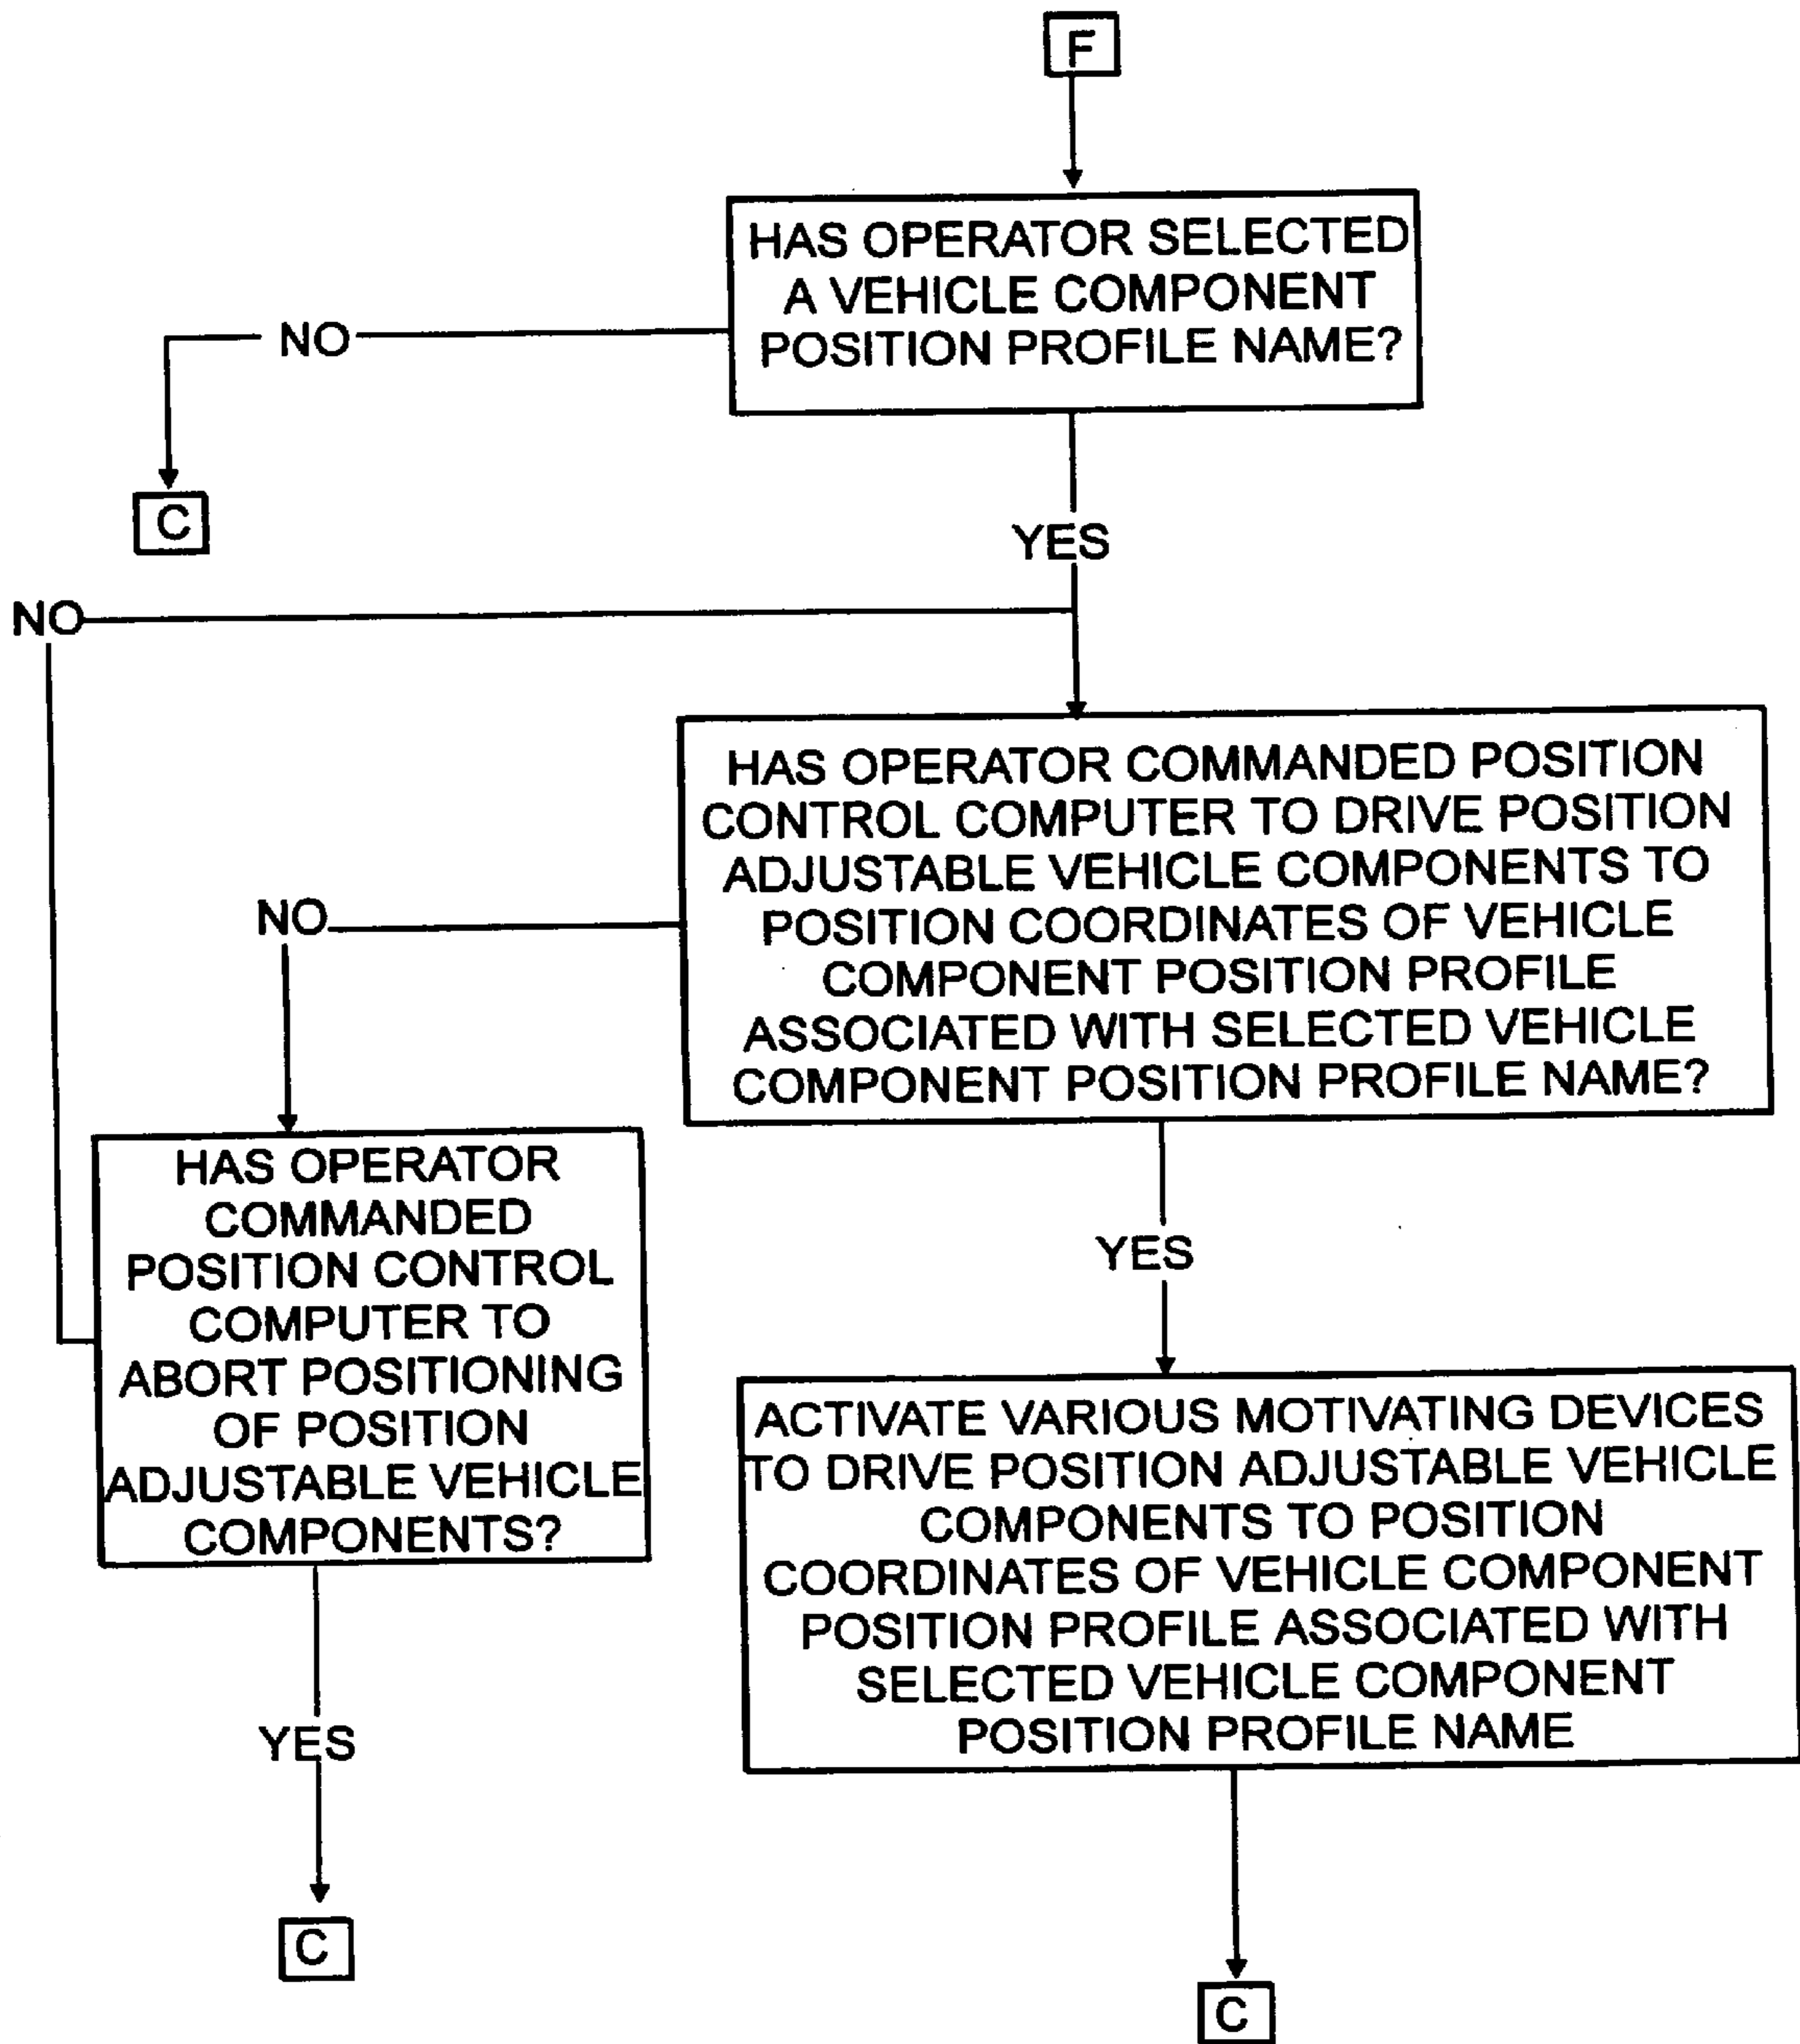 F
HAS OPERATOR SELECTED
A VEHICLE COMPONENT
POSITION PROFILE NAME?
NO
C
YES
NO
HAS OPERATOR COMMANDED POSITION
CONTROL COMPUTER TO DRIVE POSITION
ADJUSTABLE VEHICLE COMPONENTS TO
POSITION COORDINATES OF VEHICLE
COMPONENT POSITION PROFILE
ASSOCIATED WITH SELECTED VEHICLE
COMPONENT POSITION PROFILE NAME?
NO
HAS OPERATOR
COMMANDED
POSITION CONTROL
COMPUTER TO
ABORT POSITIONING
OF POSITION
ADJUSTABLE VEHICLE
COMPONENTS?
YES
ACTIVATE VARIOUS MOTIVATING DEVICES
TO DRIVE POSITION ADJUSTABLE VEHICLE
COMPONENTS TO POSITION
COORDINATES OF VEHICLE COMPONENT
POSITION PROFILE ASSOCIATED WITH
SELECTED VEHICLE COMPONENT
POSITION PROFILE NAME
YES
C
C